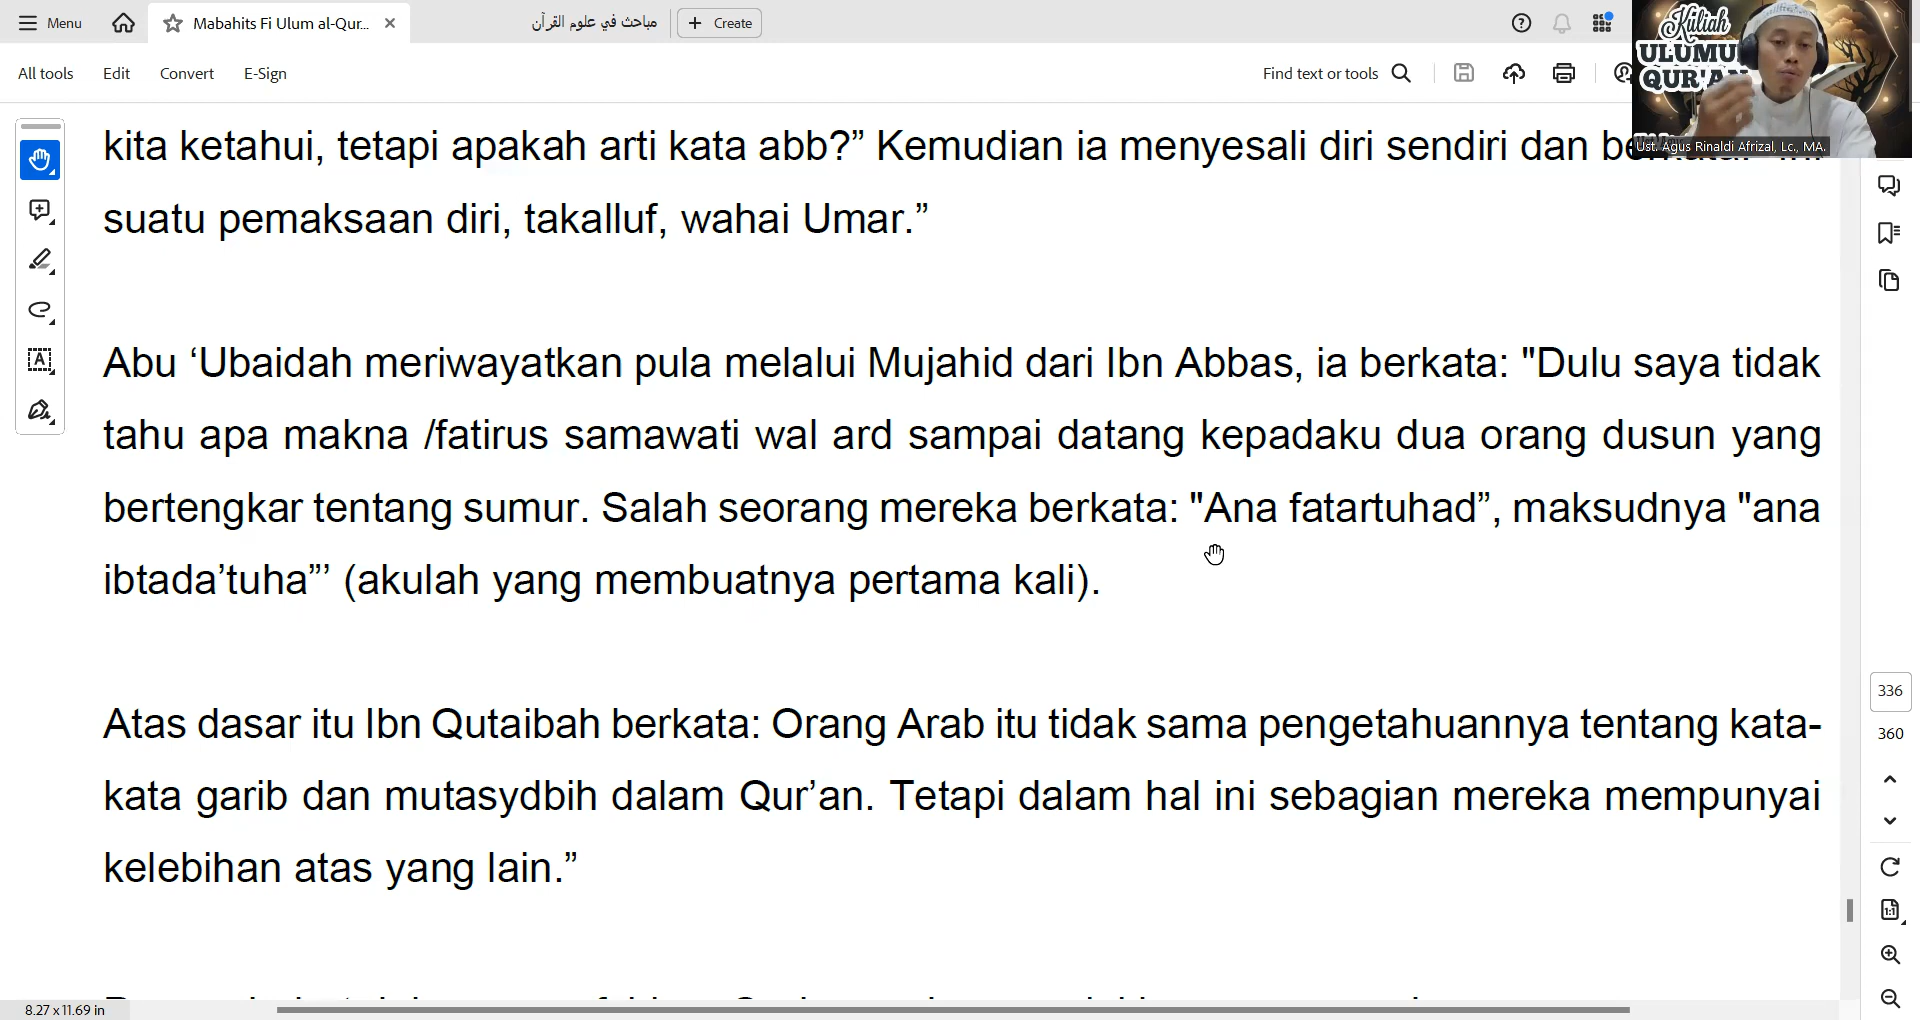 Menu
Mabahits Fi Ulum al-Qur...
مباحث في علوم القرآن
Create
All tools
Edit
Convert
E-Sign
Find text or tools
Kuliah
ULUMU
QUR'AN
Ust. Agus Rinaldi Afrizal, Lc., MA.
kita ketahui, tetapi apakah arti kata abb?” Kemudian ia menyesali diri sendiri dan
suatu pemaksaan diri, takalluf, wahai Umar.”
Abu ‘Ubaidah meriwayatkan pula melalui Mujahid dari Ibn Abbas, ia berkata: "Dulu saya tidak
tahu apa makna /fatirus samawati wal ard sampai datang kepadaku dua orang dusun yang
bertengkar tentang sumur. Salah seorang mereka berkata: "Ana fatartuhad”, maksudnya "ana
ibtada’tuha”’ (akulah yang membuatnya pertama kali).
Atas dasar itu Ibn Qutaibah berkata: Orang Arab itu tidak sama pengetahuannya tentang kata-
kata garib dan mutasydbih dalam Qur’an. Tetapi dalam hal ini sebagian mereka mempunyai
kelebihan atas yang lain.”
336
360
8.27 x 11.69 in